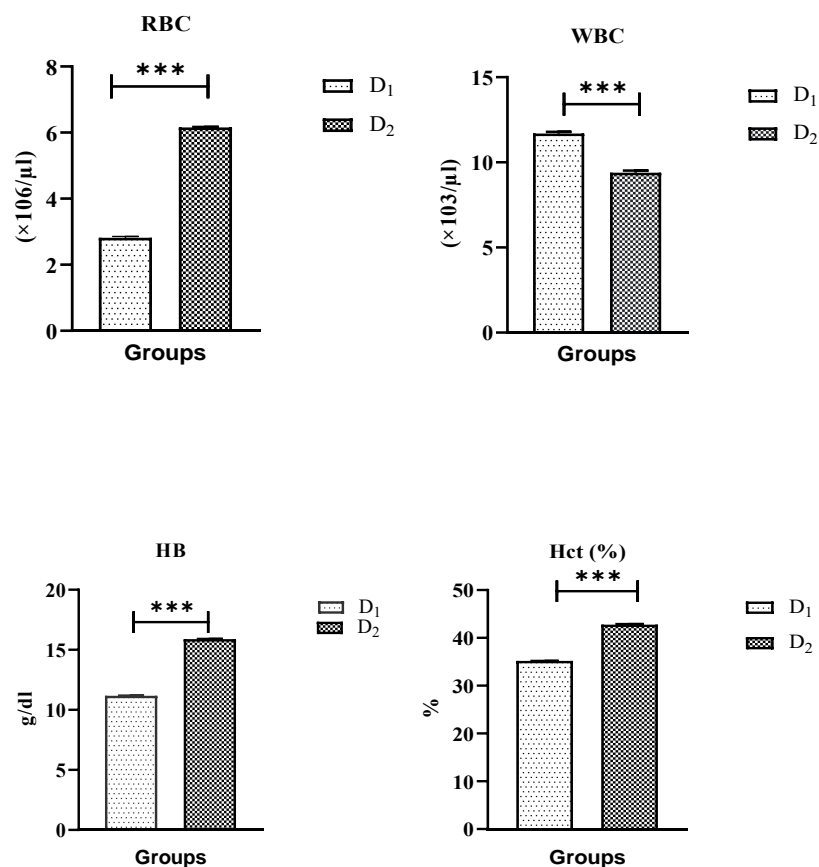 RBC
8
6
4
2
0
(×106/µl)
***
Groups
D₁
D₂
WBC
15
10
5
0
(×103/µl)
***
Groups
D₁
D₂
HB
20
15
10
5
0
g/dl
***
Groups
D₁
D₂
Hct (%)
50
40
30
20
10
0
%
***
Groups
D₁
D₂